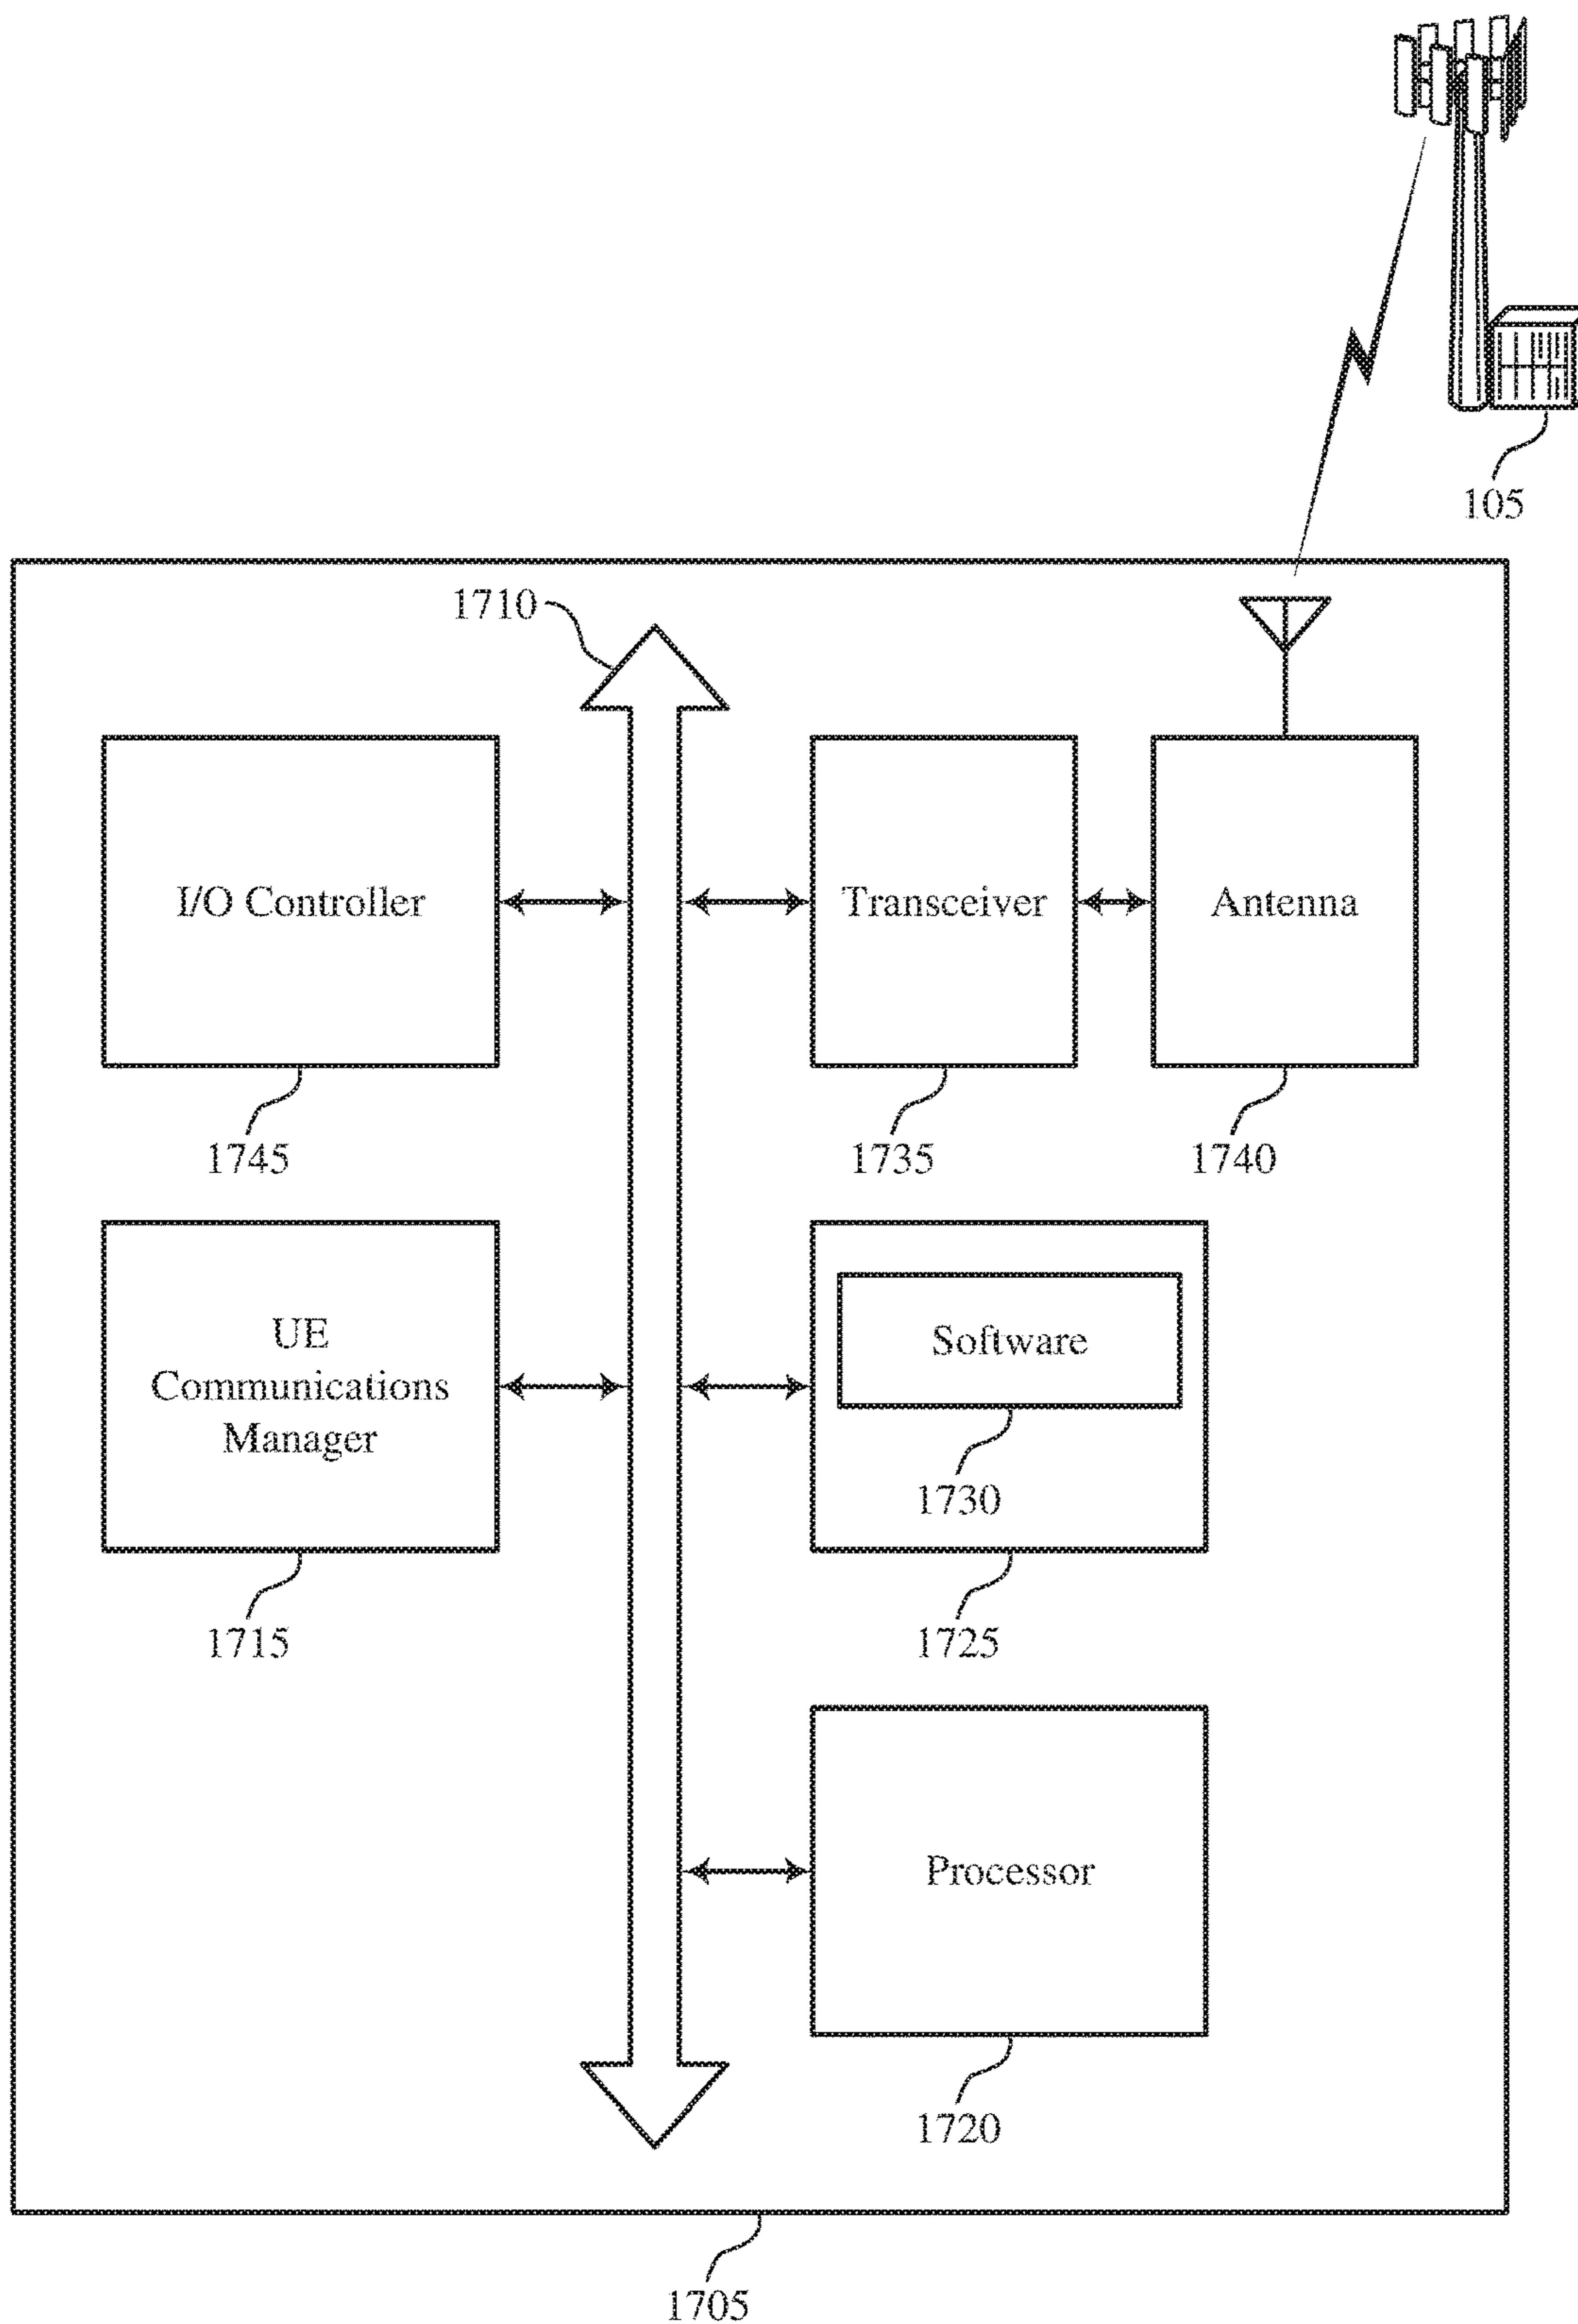 105
1710
I/O Controller
Transceiver
Antenna
1745
1735
1740
UE
Communications
Manager
Software
1730
1715
1725
Processor
1720
1705